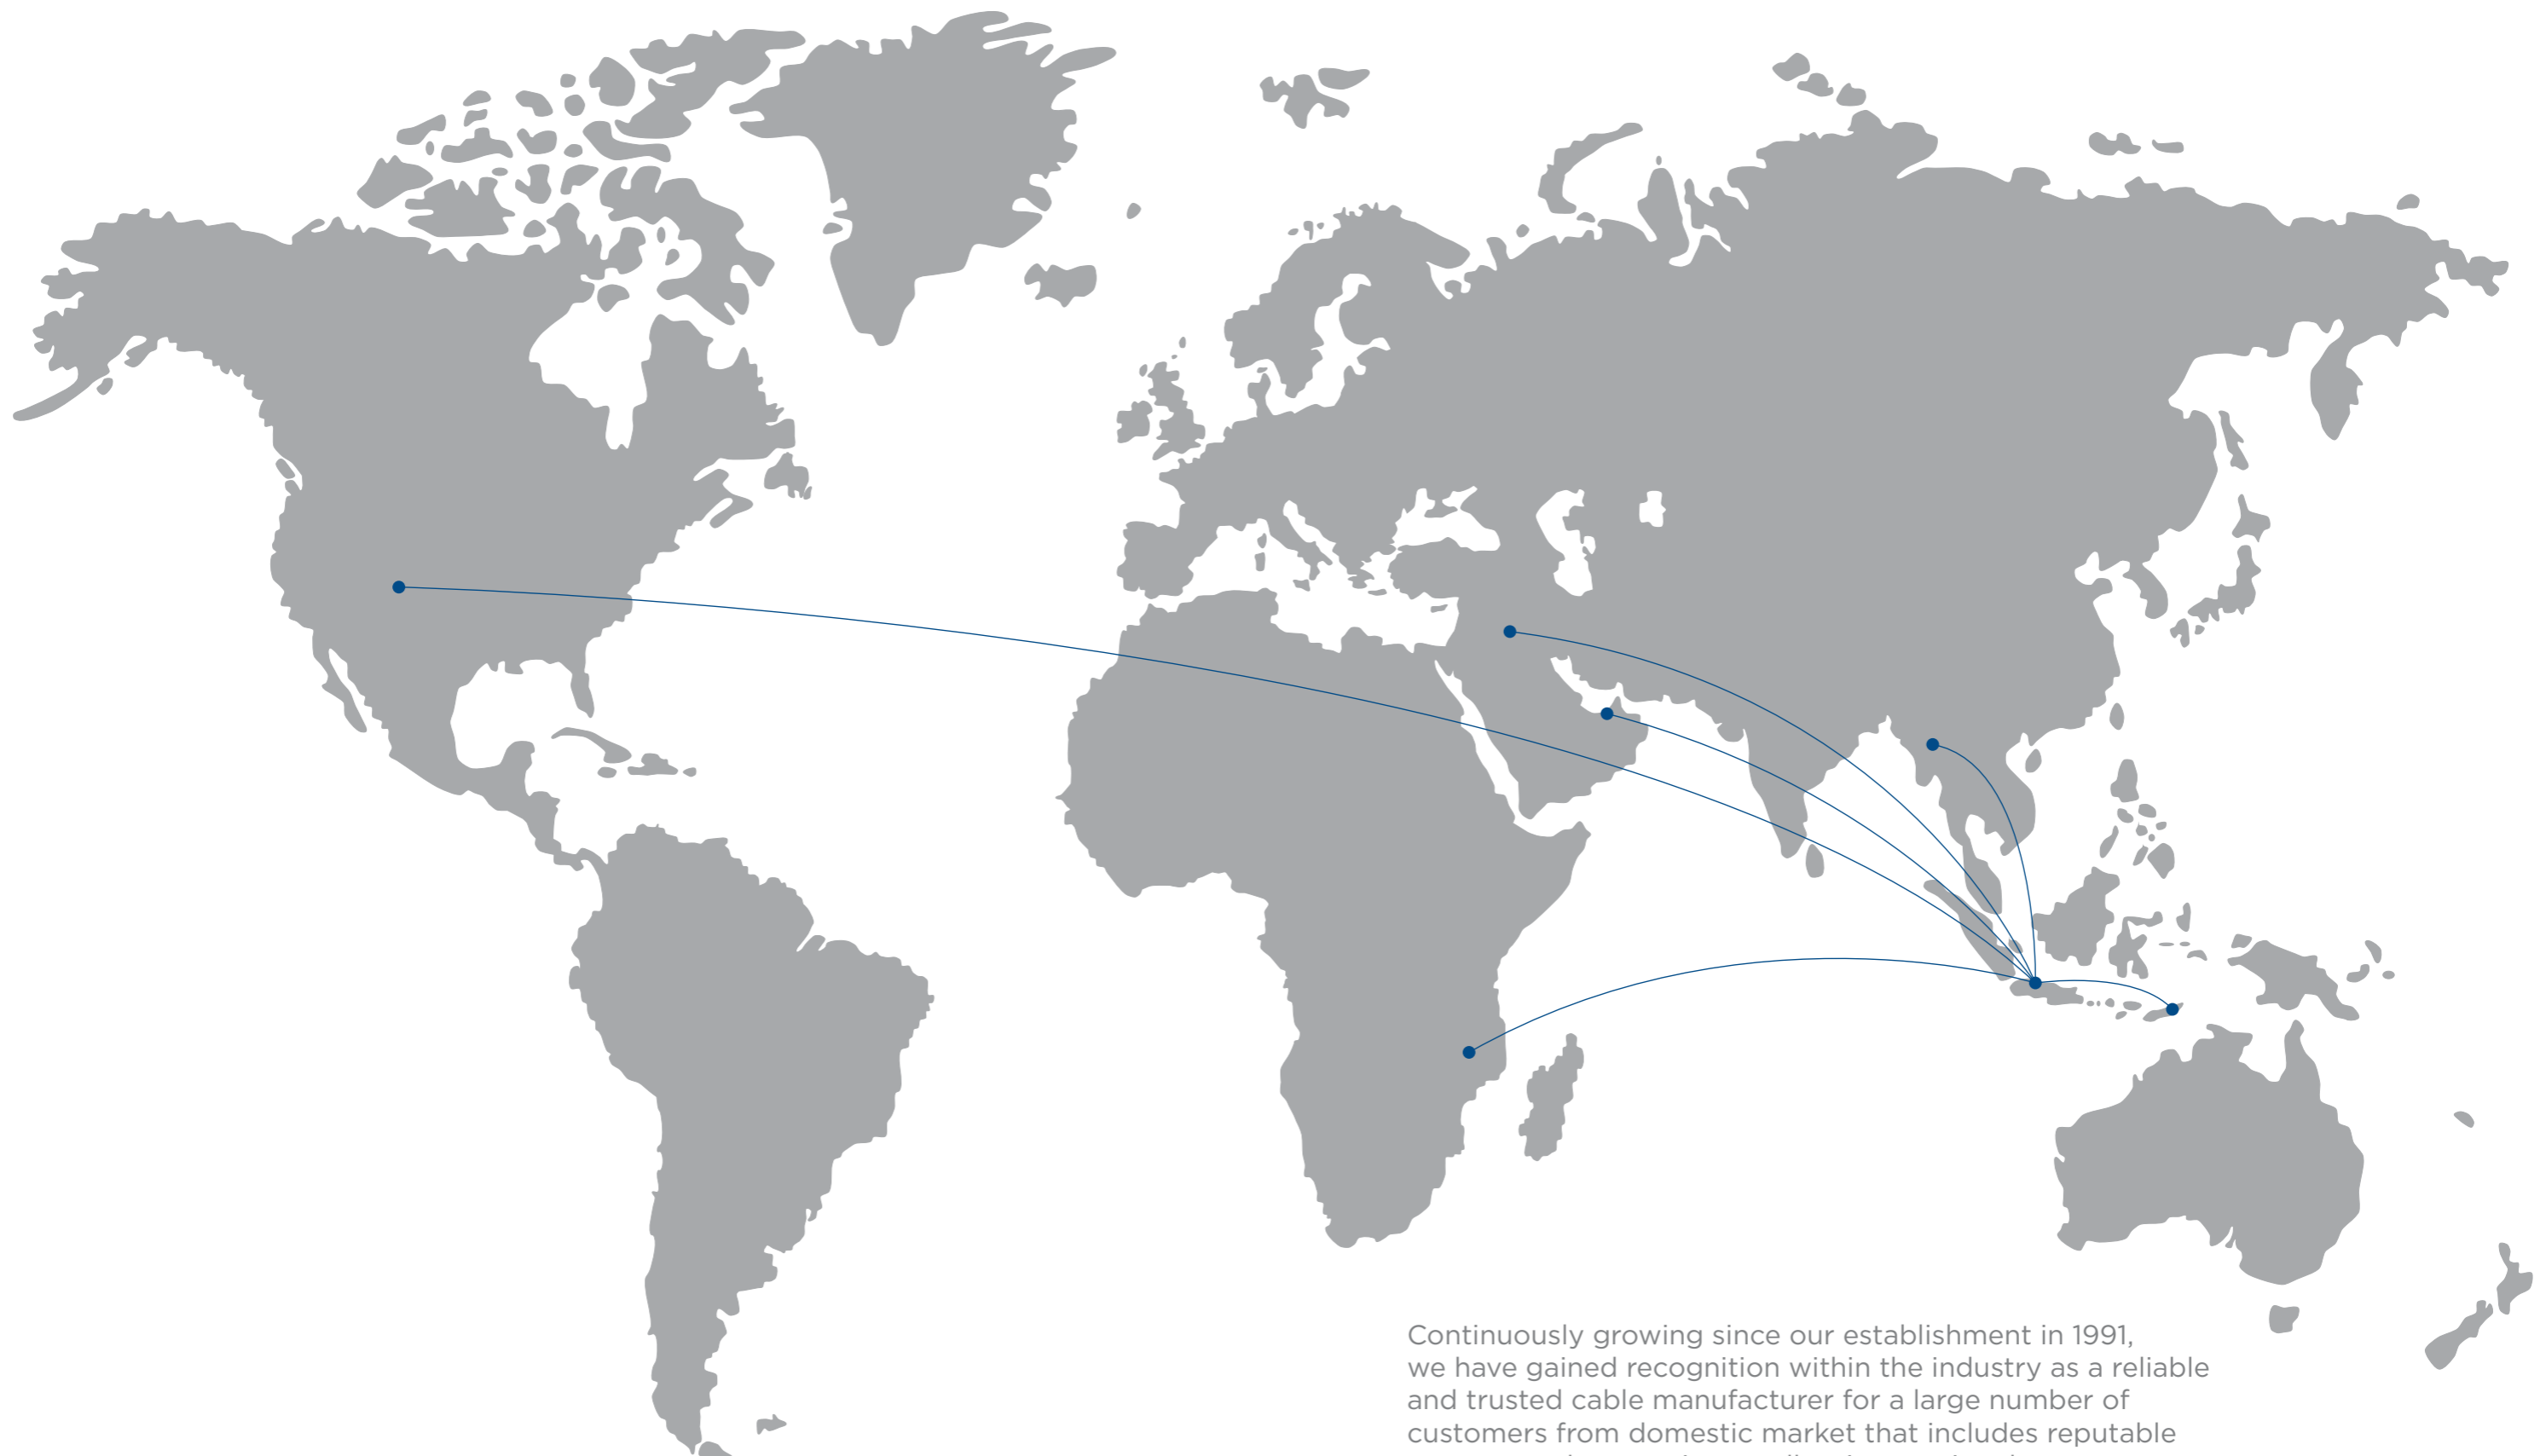 Continuously growing since our establishment in 1991,
we have gained recognition within the industry as a reliable
and trusted cable manufacturer for a large number of
customers from domestic market that includes reputable